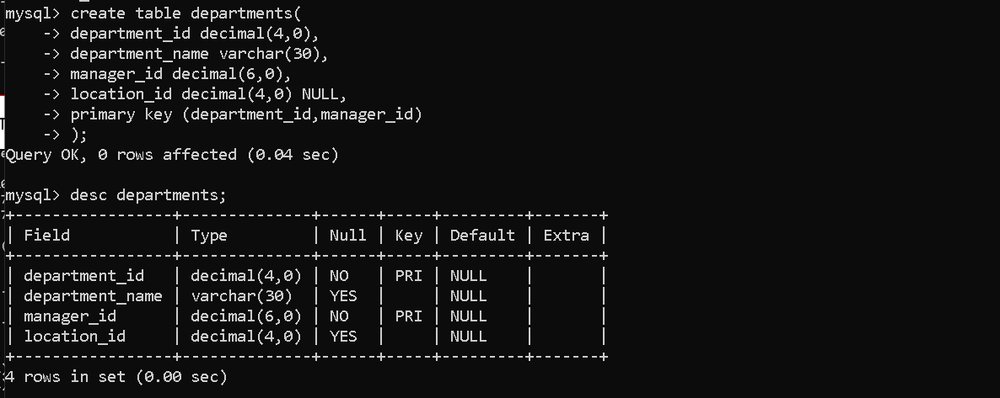 mysql> create table departments(
    -> department_id decimal(4,0),
    -> department_name varchar(30),
    -> manager_id decimal(6,0),
    -> location_id decimal(4,0) NULL,
    -> primary key (department_id,manager_id)
    -> );
Query OK, 0 rows affected (0.04 sec)

mysql> desc departments;
+-----------------+--------------+------+-----+---------+-------+
| Field           | Type         | Null | Key | Default | Extra |
+-----------------+--------------+------+-----+---------+-------+
| department_id   | decimal(4,0) | NO   | PRI | NULL    |       |
| department_name | varchar(30)  | YES  |     | NULL    |       |
| manager_id      | decimal(6,0) | NO   | PRI | NULL    |       |
| location_id     | decimal(4,0) | YES  |     | NULL    |       |
+-----------------+--------------+------+-----+---------+-------+
4 rows in set (0.00 sec)